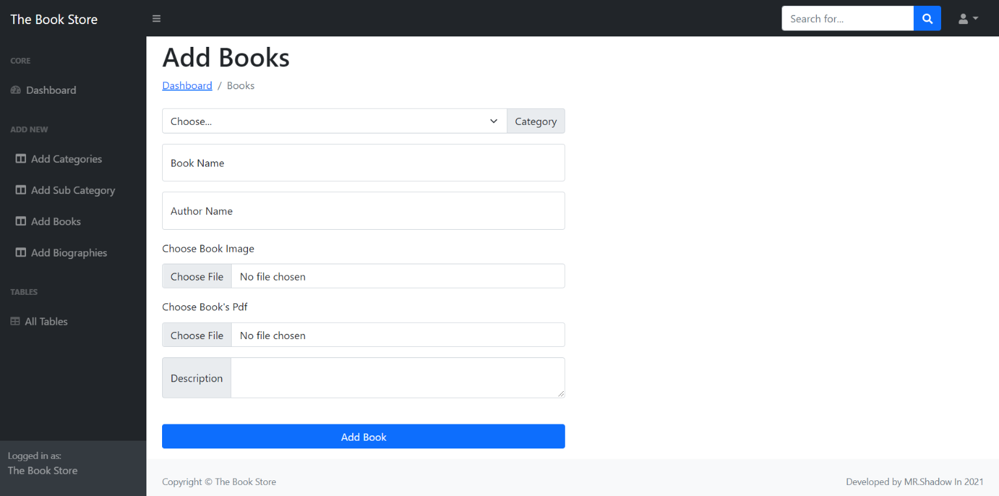 The Book Store
Search for...
CORE
Dashboard
ADD NEW
Add Categories
Add Sub Category
Add Books
Add Biographies
TABLES
All Tables
Logged in as:
The Book Store
Add Books
Dashboard / Books
Choose... Category
Book Name
Author Name
Choose Book Image
Choose File No file chosen
Choose Book's Pdf
Choose File No file chosen
Description
Add Book
Copyright © The Book Store
Developed by MR.Shadow In 2021